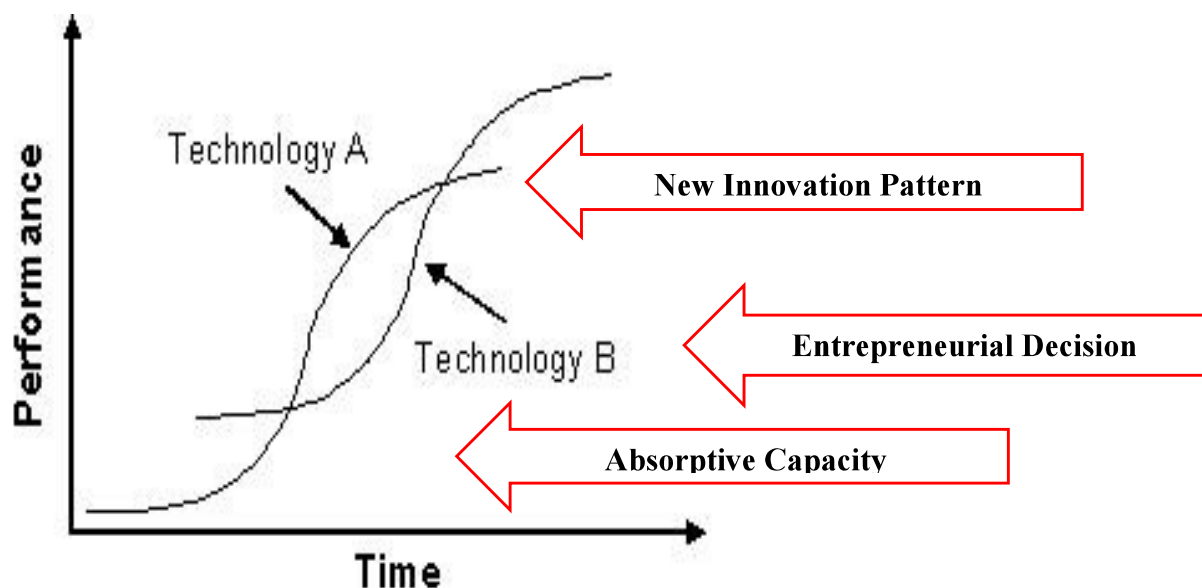 Technology A
New Innovation Pattern
Performance
Entrepreneurial Decision
Technology B
Absorptive Capacity
Time